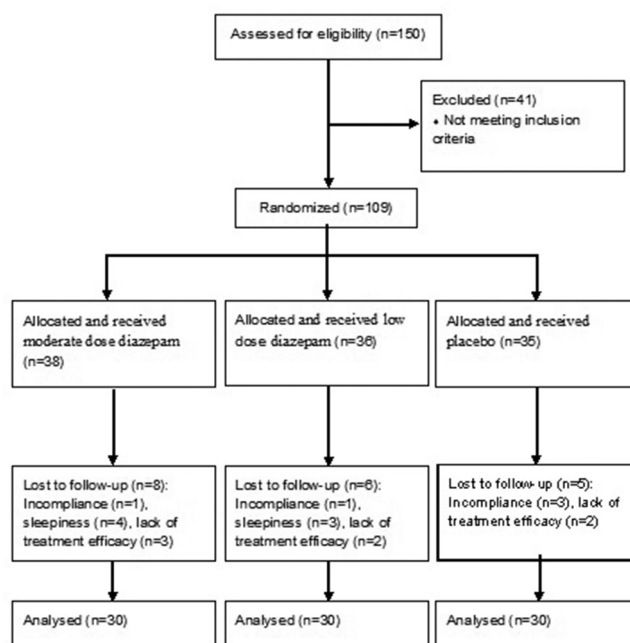 Assessed for eligibility (n=150)
Excluded (n=41)
• Not meeting inclusion
criteria
Randomized (n=109)
Allocated and received
moderate dose diazepam
(n=38)
Allocated and received low
dose diazepam (n=36)
Allocated and received
placebo (n=35)
Lost to follow-up (n=8):
Incompliance (n=1),
sleepiness (n=4), lack of
treatment efficacy (n=3)
Lost to follow-up (n=6):
Incompliance (n=1),
sleepiness (n=3), lack of
treatment efficacy (n=2)
Lost to follow-up (n=5):
Incompliance (n=3), lack of
treatment efficacy (n=2)
Analysed (n=30)
Analysed (n=30)
Analysed (n=30)